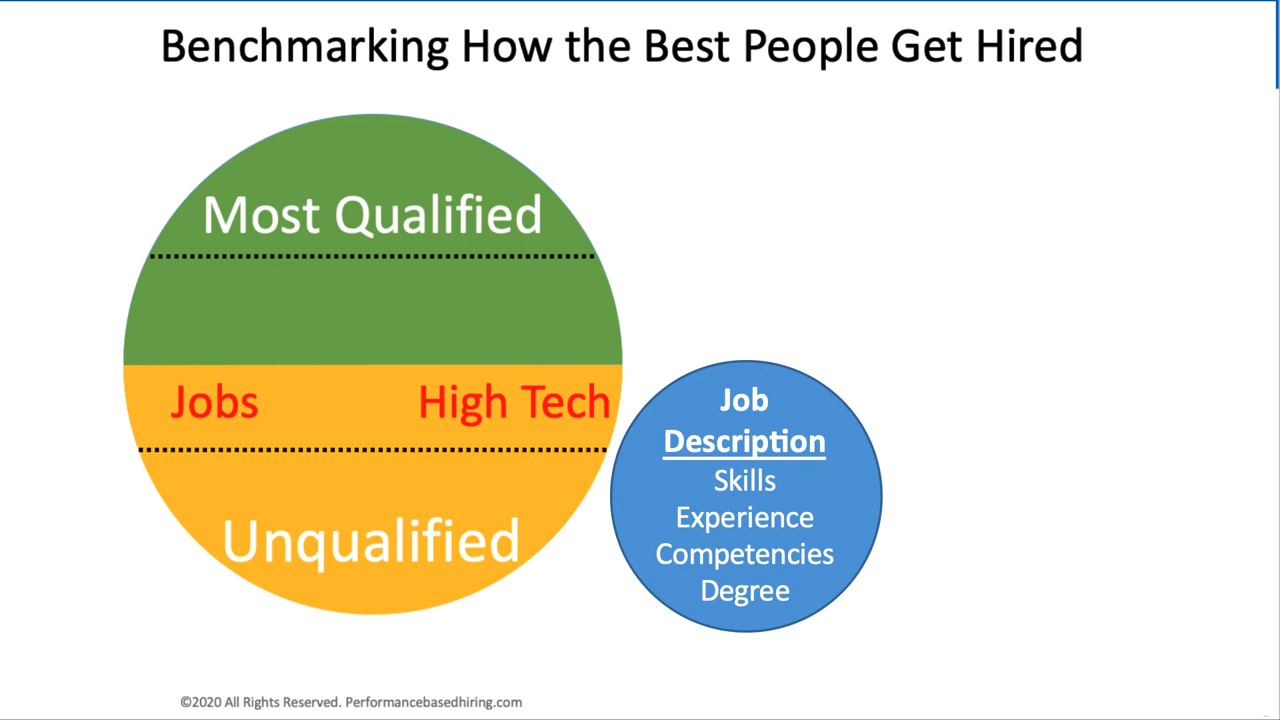 Benchmarking How the Best People Get Hired
Most Qualified
Jobs High Tech
Unqualified
Job
Description
Skills
Experience
Competencies
Degree
©2020 All Rights Reserved. Performancebasedhiring.com